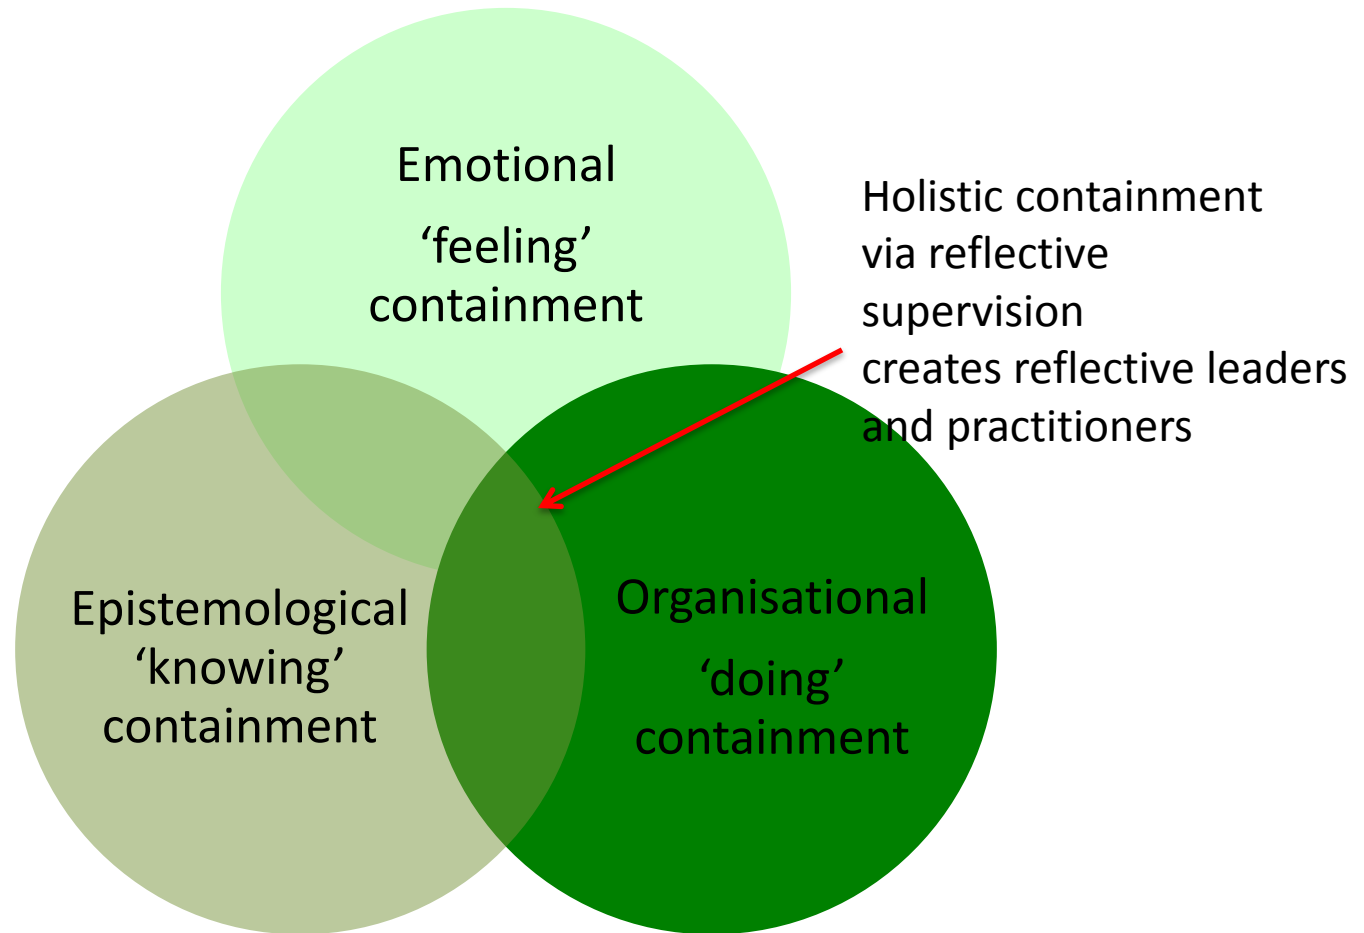 Emotional
‘feeling’
containment
Holistic containment
via reflective
supervision
creates reflective leaders
and practitioners
Epistemological
‘knowing’
containment
Organisational
‘doing’
containment